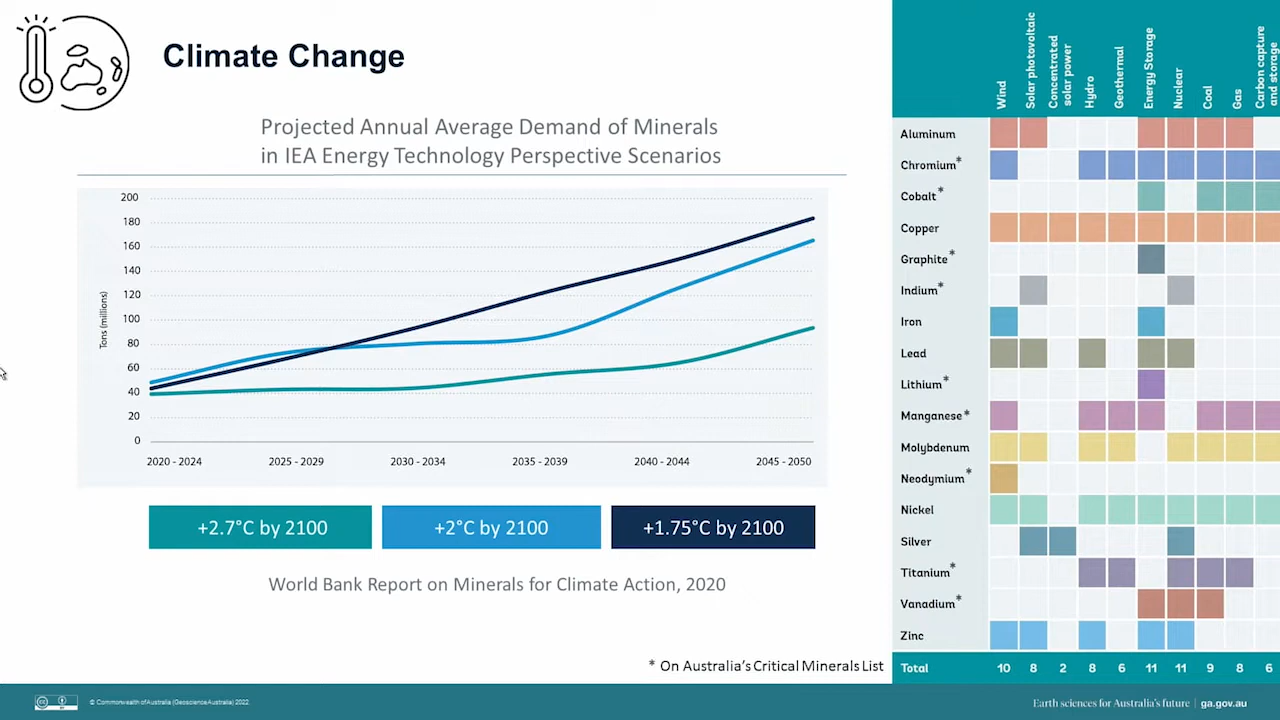 Climate Change
Projected Annual Average Demand of Minerals
in IEA Energy Technology Perspective Scenarios
200
180
160
140
120
100
80
60
40
20
0
Tons (millions)
2020 - 2024
2025 - 2029
2030 - 2034
2035 - 2039
2040 - 2044
2045 - 2050
+2.7°C by 2100
+2°C by 2100
+1.75°C by 2100
World Bank Report on Minerals for Climate Action, 2020
* On Australia's Critical Minerals List
Wind
Solar photovoltaic
Concentrated
solar power
Hydro
Geothermal
Energy Storage
Nuclear
Coal
Gas
Carbon capture
and storage
Aluminum
Chromium*
Cobalt*
Copper
Graphite*
Indium*
Iron
Lead
Lithium*
Manganese*
Molybdenum
Neodymium*
Nickel
Silver
Titanium*
Vanadium*
Zinc
Total 10 8 2 8 6 11 11 9 8 6
© Commonwealth of Australia (Geoscience Australia) 2022
Earth sciences for Australia's future | ga.gov.au